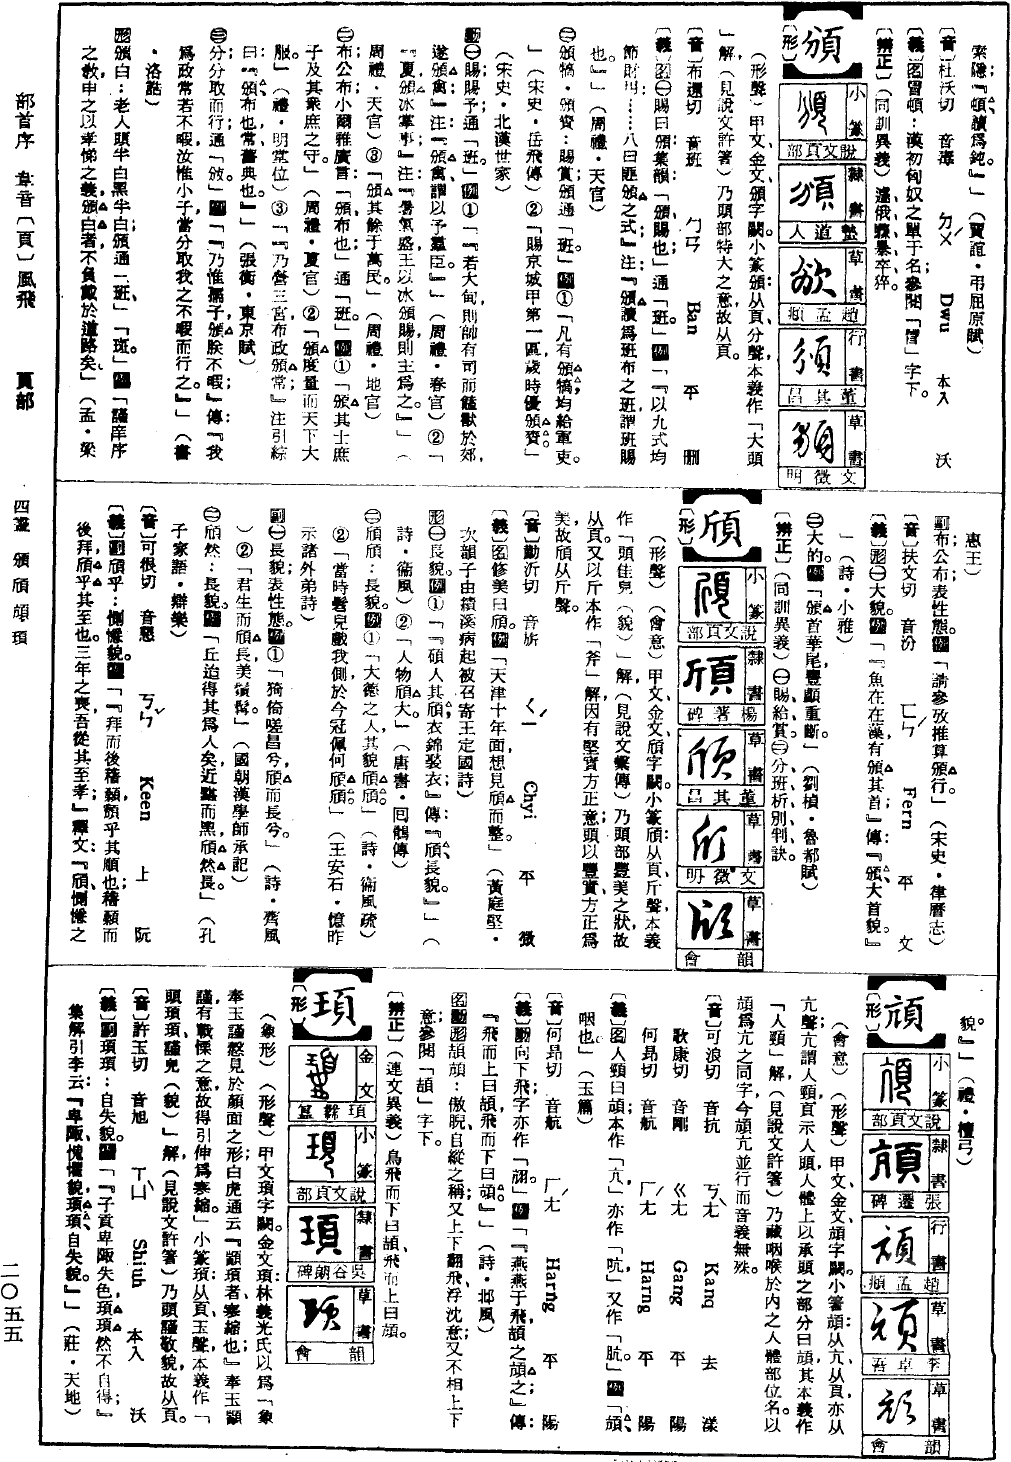 索隱『頓讀爲鈍。』」（賈誼・弔屈原賦）
〔音〕杜沃切　音毒　ㄉㄨˊ　Dwu　本入　沃
〔義〕名冒頓：漢初匈奴之單于名；參閱「冒」字下。
〔辨正〕（同訓異義）遽俄驟暴卒猝。
頒
〔形〕
小篆　說文頁部
隸書　蟄道人
草書　趙孟頫
行書　董其昌
草書　文徵明
（形聲）甲文、金文頒字闕。小篆頒：从頁，分聲，本義作「大頭
」解（見說文許箸）乃頭部特大之意，故从頁。
〔音〕布還切　音班　ㄅㄢ　Ban　平　刪
〔義〕名㊀賜曰頒；集韻「頒，賜也」；通「班」。例「『以九式均
節財用……八曰匪頒之式』注『頒讀爲班布之班，謂班賜
也。』」（周禮・天官）
㊁頒犒・頒賚：賜賞；頒通「班」。例①「凡有頒犒，均給軍吏。
」（宋史・岳飛傳）②「賜京城甲第一區，歲時優頒賚。」
（宋史・北漢世家）
動㊀賜；賜予；通「班」。例①「『若大甸，則帥有司而饁獸於郊，
遂頒禽』注『頒禽謂以予羣臣。』」（周禮・春官）②「
『夏頒冰掌事』注『暑氣盛，王以冰頒賜，則主爲之。』」（
周禮・天官）③「頒其餘于萬民。」（周禮・地官）
㊁布；公布；小爾雅廣言「頒，布也」；通「班」。例①「頒其士庶
子及其衆庶之守。」（周禮・夏官）②「頒度量而天下大
服。」（禮・明堂位）③「『乃營三宮，布政頒常』注引綜
曰：『頒，布也；常，舊典也。』」（張衡・東京賦）
㊂分；分取而行；通「攽」。例「『乃惟孺子頒，朕不暇』傳『我
爲政常若不暇，汝惟小子當分取我之不暇而行之。』」（書
・洛誥）
形頒白：老人頭半白黑半白；頒通「班」、「斑」。例「謹庠序
之敎，申之以孝悌之義，頒白者不負戴於道路矣。」（孟・梁
惠王）
副布；公布；表性態。例「請參攷推算頒行。」（宋史・律曆志）
〔音〕扶文切　音汾　ㄈㄣˊ　Fern　平　文
〔義〕形㊀大貌。例「『魚在在藻，有頒其首』傳『頒，大首貌。』
」（詩・小雅）
㊁大的。例「頒首莘尾，豐顱重斷。」（劉楨・魯都賦）
〔辨正〕（同訓異義）㊀賜給賞。㊁分班析別判訣。
頎
〔形〕
小篆　說文頁部
隸書　楊著碑
草書　董其昌
草書　文徵明
草書　韻會
（形聲）（會意）甲文、金文頎字闕。小篆頎：从頁，斤聲，本義
作「頭佳皃（貌）」解（見說文繫傳）乃頭部豐美之狀，故
从頁。又以斤本作「斧」解，因有堅實方正意；頭以豐實、方正爲
美，故頎从斤聲。
〔音〕勤沂切　音旂　ㄑㄧˊ　Chyi　平　微
〔義〕名修美曰頎。例「天津十年面，想見頎而整。」（黃庭堅・
次韻子由績溪病起被召寄王定國詩）
形㊀長貌。例①「『碩人其頎，衣錦褧衣』傳：『頎，長貌。』」（
詩・衞風）②「人物頎大。」（唐書・回鶻傳）
㊁頎頎：長貌。例①「大德之人，其貌頎頎。」（詩・衞風疏）
②「當時髫兒戲我側，於今冠佩何頎頎。」（王安石・憶昨
示諸外弟詩）
副㊀長貌；表性態。例①「猗倚嗟昌兮，頎而長兮。」（詩・齊風
）②「君生而頎長，美鬚髯。」（國朝漢學師承記）
㊁頎然：長貌。例「丘迨得其爲人矣，近黮而黑，頎然長。」（孔
子家語・辯樂）
〔音〕可很切　音懇　ㄎㄣˇ　Keen　上　阮
〔義〕副頎乎：惻惓貌。例「『拜而後稽顙，頹乎其順也；稽顙而
後拜，頎乎其至也。三年之喪，吾從其至孝』釋文『頎，惻惓之
貌。』」（禮・檀弓）
頏
〔形〕
小篆　說文頁部
隸書　張遷碑
行書　趙孟頫
草書　李卓吾
草書　韻會
（會意）（形聲）甲文、金文頏字闕。小篆頏：从亢从頁，亦从
亢聲；亢謂人頸，頁示人頭，人體上以承頭之部分曰頏，其本義作
「人頸」解（見說文許箸）乃藏咽喉於內之人體部位名。以
頏爲亢之同字，今頏亢並行而音義無殊。
〔音〕可浪切　音抗　ㄎㄤˋ　Kanq　去　漾
歌康切　音剛　ㄍㄤ　Gang　平　陽
何昂切　音航　ㄏㄤˊ　Harng　平　陽
〔義〕名人頸曰頏；本作「亢」，亦作「吭」，又作「肮」。例「頏，
咽也。」（玉篇）
〔音〕何昂切　音航　ㄏㄤˊ　Harng　平　陽
〔義〕動向下飛；字亦作「䀪」。例「『燕燕于飛，頡之頏之』傳：
『飛而上曰頡，飛而下曰頏。』」（詩・邶風）
名動形頡頏：傲脫自縱之稱；又上下翻飛、浮沈意；又不相上下
意；參閱「頡」字下。
〔辨正〕（連文異義）鳥飛而下曰頡，飛而上曰頏。
頊
〔形〕
金文　頊鬲簋
小篆　說文頁部
隸書　吳谷朗碑
草書　韻會
（象形）（形聲）甲文頊字闕。金文頊：林義光氏以爲「象
奉玉謹愨見於顏面之形；白虎通云『顓頊者，寒縮也』奉玉顓
謹，有戰慄之意，故得引伸爲寒縮。」小篆頊：从頁，玉聲，本義作「
頭頊頊，謹皃（貌）」解（見說文許箸）乃頭謹敬貌，故从頁。
〔音〕許玉切　音旭　ㄒㄩˋ　Shiuh　本入　沃
〔義〕副頊頊：自失貌。例「『子貢卑陬失色，頊頊然不自得』
集解引李云：『卑陬，愧懼貌；頊頊，自失貌。』」（莊・天地）
部首序　韋音〔頁〕風飛　頁部　四畫　頒頎頏頊　二〇五五